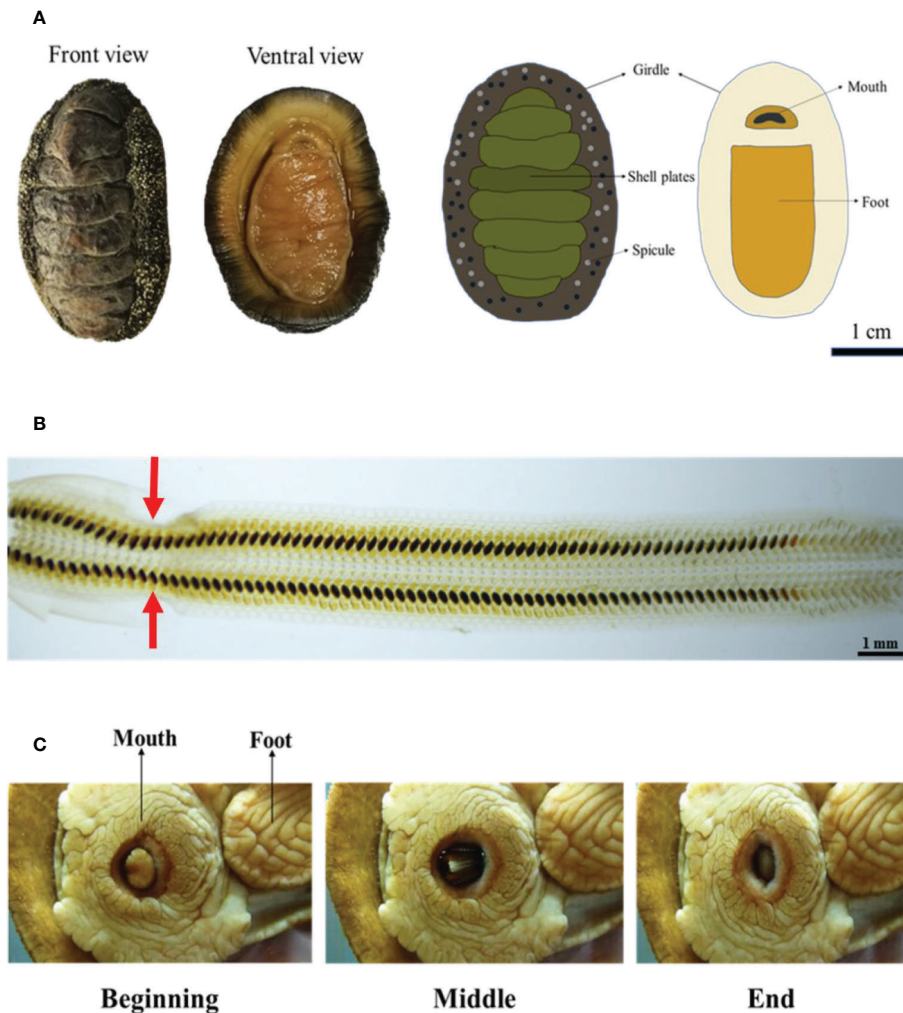 A
Front view
Ventral view
Girdle
Mouth
Shell plates
Foot
Spicule
1 cm
B
1 mm
C
Mouth
Foot
Beginning
Middle
End